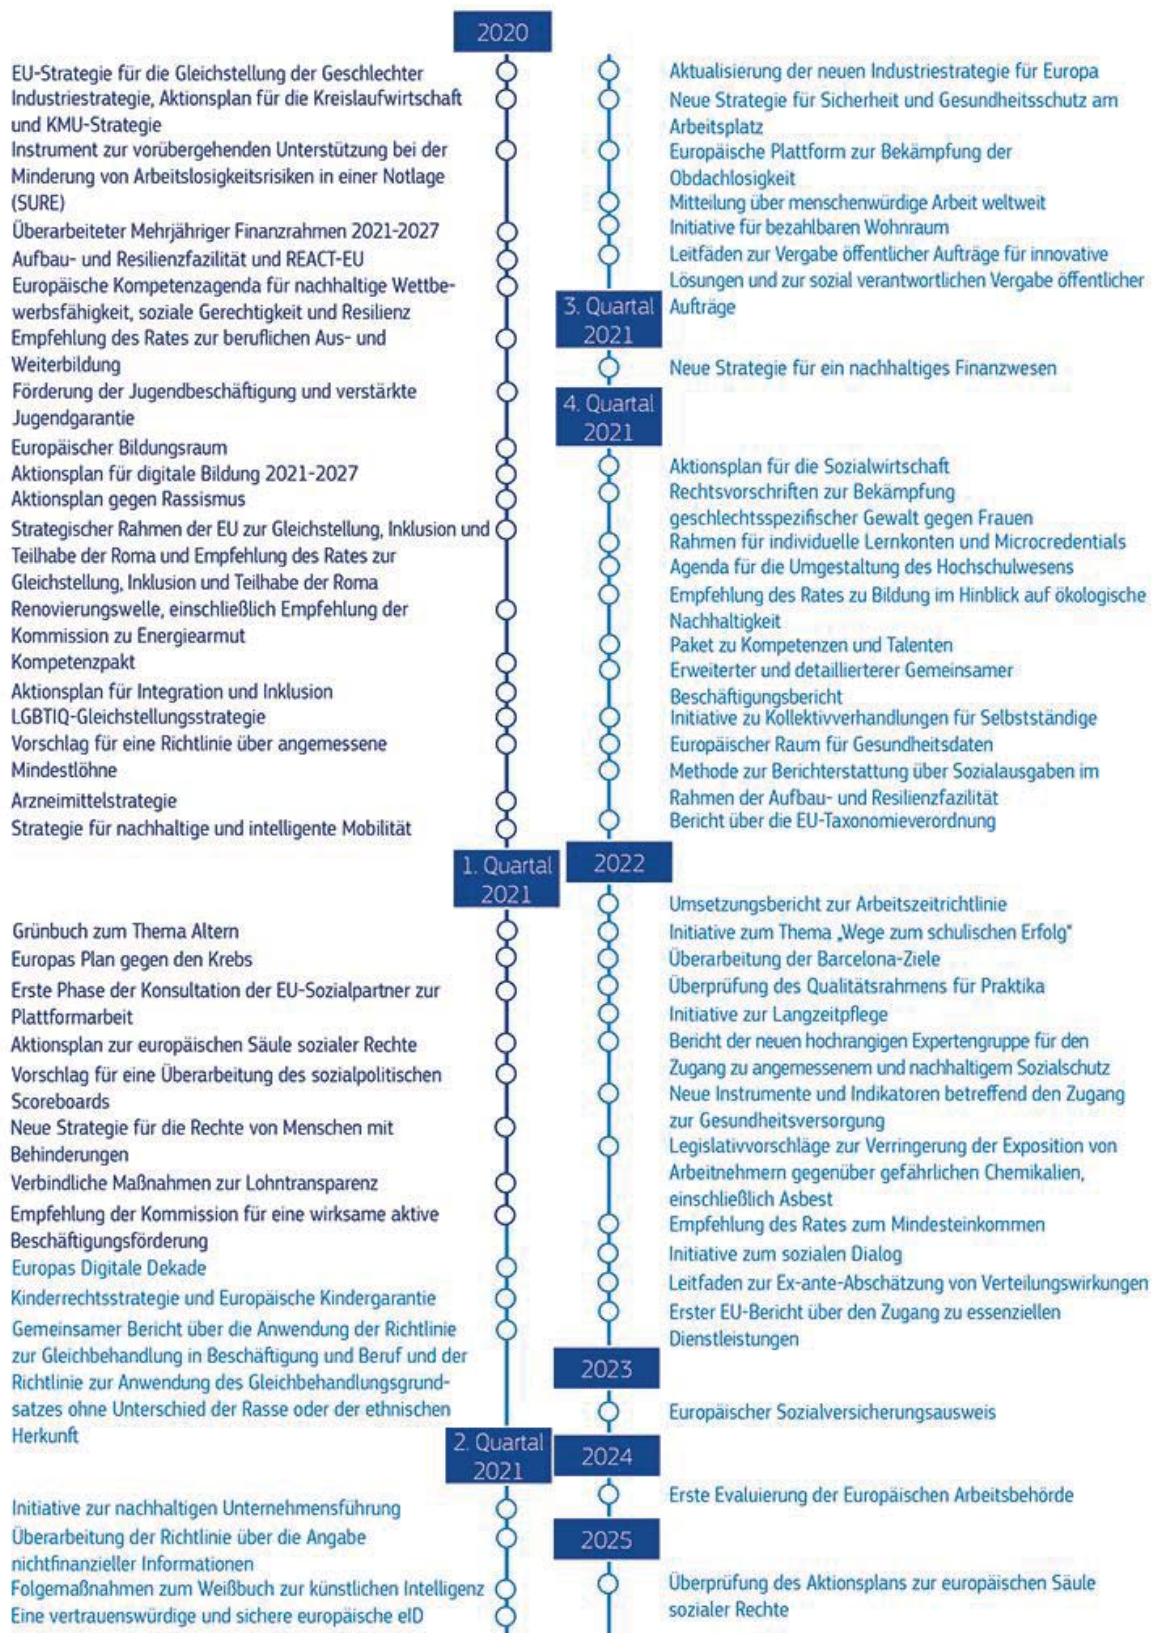 2020
EU-Strategie für die Gleichstellung der Geschlechter
Industriestrategie, Aktionsplan für die Kreislaufwirtschaft
und KMU-Strategie
Instrument zur vorübergehenden Unterstützung bei der
Minderung von Arbeitslosigkeitsrisiken in einer Notlage
(SURE)
Überarbeiteter Mehrjähriger Finanzrahmen 2021-2027
Aufbau- und Resilienzfazilität und REACT-EU
Europäische Kompetenzagenda für nachhaltige Wettbe-
werbsfähigkeit, soziale Gerechtigkeit und Resilienz
Empfehlung des Rates zur beruflichen Aus- und
Weiterbildung
Förderung der Jugendbeschäftigung und verstärkte
Jugendgarantie
Europäischer Bildungsraum
Aktionsplan für digitale Bildung 2021-2027
Aktionsplan gegen Rassismus
Strategischer Rahmen der EU zur Gleichstellung, Inklusion und
Teilhabe der Roma und Empfehlung des Rates zur
Gleichstellung, Inklusion und Teilhabe der Roma
Renovierungswelle, einschließlich Empfehlung der
Kommission zu Energiearmut
Kompetenzpakt
Aktionsplan für Integration und Inklusion
LGBTIQ-Gleichstellungsstrategie
Vorschlag für eine Richtlinie über angemessene
Mindestlöhne
Arzneimittelstrategie
Strategie für nachhaltige und intelligente Mobilität
1. Quartal
2021
Grünbuch zum Thema Altern
Europas Plan gegen den Krebs
Erste Phase der Konsultation der EU-Sozialpartner zur
Plattformarbeit
Aktionsplan zur europäischen Säule sozialer Rechte
Vorschlag für eine Überarbeitung des sozialpolitischen
Scoreboards
Neue Strategie für die Rechte von Menschen mit
Behinderungen
Verbindliche Maßnahmen zur Lohntransparenz
Empfehlung der Kommission für eine wirksame aktive
Beschäftigungsförderung
Europas Digitale Dekade
Kinderrechtsstrategie und Europäische Kindergarantie
Gemeinsamer Bericht über die Anwendung der Richtlinie
zur Gleichbehandlung in Beschäftigung und Beruf und der
Richtlinie zur Anwendung des Gleichbehandlungsgrund-
satzes ohne Unterschied der Rasse oder der ethnischen
Herkunft
2. Quartal
2021
Initiative zur nachhaltigen Unternehmensführung
Überarbeitung der Richtlinie über die Angabe
nichtfinanzieller Informationen
Folgemaßnahmen zum Weißbuch zur künstlichen Intelligenz
Eine vertrauenswürdige und sichere europäische eID
Aktualisierung der neuen Industriestrategie für Europa
Neue Strategie für Sicherheit und Gesundheitsschutz am
Arbeitsplatz
Europäische Plattform zur Bekämpfung der
Obdachlosigkeit
Mitteilung über menschenwürdige Arbeit weltweit
Initiative für bezahlbaren Wohnraum
Leitfäden zur Vergabe öffentlicher Aufträge für innovative
Lösungen und zur sozial verantwortlichen Vergabe öffentlicher
Aufträge
3. Quartal
2021
Neue Strategie für ein nachhaltiges Finanzwesen
4. Quartal
2021
Aktionsplan für die Sozialwirtschaft
Rechtsvorschriften zur Bekämpfung
geschlechtsspezifischer Gewalt gegen Frauen
Rahmen für individuelle Lernkonten und Microcredentials
Agenda für die Umgestaltung des Hochschulwesens
Empfehlung des Rates zu Bildung im Hinblick auf ökologische
Nachhaltigkeit
Paket zu Kompetenzen und Talenten
Erweiterter und detaillierterer Gemeinsamer
Beschäftigungsbericht
Initiative zu Kollektivverhandlungen für Selbstständige
Europäischer Raum für Gesundheitsdaten
Methode zur Berichterstattung über Sozialausgaben im
Rahmen der Aufbau- und Resilienzfazilität
Bericht über die EU-Taxonomieverordnung
2022
Umsetzungsbericht zur Arbeitszeitrichtlinie
Initiative zum Thema „Wege zum schulischen Erfolg“
Überarbeitung der Barcelona-Ziele
Überprüfung des Qualitätsrahmens für Praktika
Initiative zur Langzeitpflege
Bericht der neuen hochrangigen Expertengruppe für den
Zugang zu angemessenem und nachhaltigem Sozialschutz
Neue Instrumente und Indikatoren betreffend den Zugang
zur Gesundheitsversorgung
Legislativvorschläge zur Verringerung der Exposition von
Arbeitnehmern gegenüber gefährlichen Chemikalien,
einschließlich Asbest
Empfehlung des Rates zum Mindesteinkommen
Initiative zum sozialen Dialog
Leitfaden zur Ex-ante-Abschätzung von Verteilungswirkungen
Erster EU-Bericht über den Zugang zu essenziellen
Dienstleistungen
2023
Europäischer Sozialversicherungsausweis
2024
Erste Evaluierung der Europäischen Arbeitsbehörde
2025
Überprüfung des Aktionsplans zur europäischen Säule
sozialer Rechte